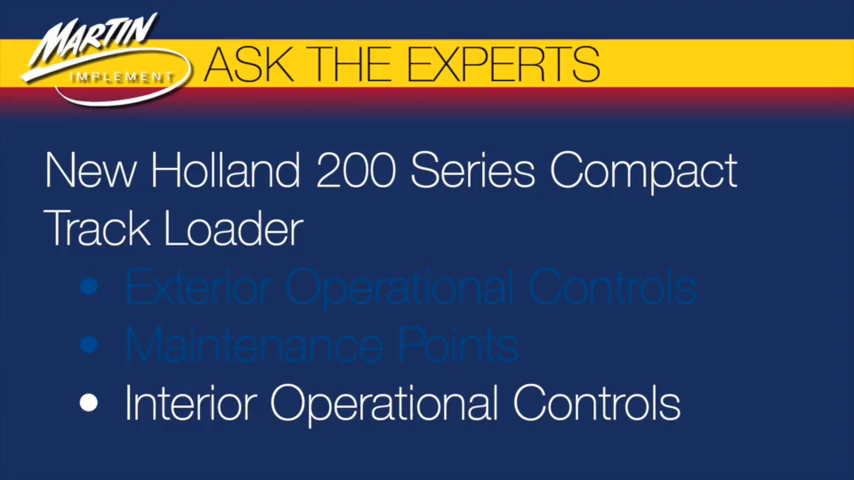 MARTIN
IMPLEMENT
ASK THE EXPERTS
New Holland 200 Series Compact
Track Loader
• Exterior Operational Controls
• Maintenance Points
• Interior Operational Controls